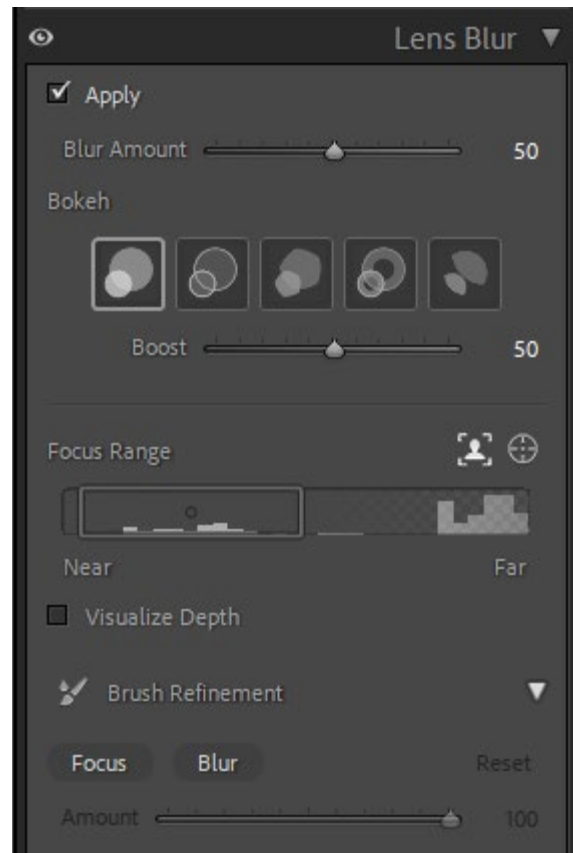 Lens Blur
Apply
Blur Amount 50
Bokeh
Boost 50
Focus Range
Near Far
Visualize Depth
Brush Refinement
Focus Blur Reset
Amount 100